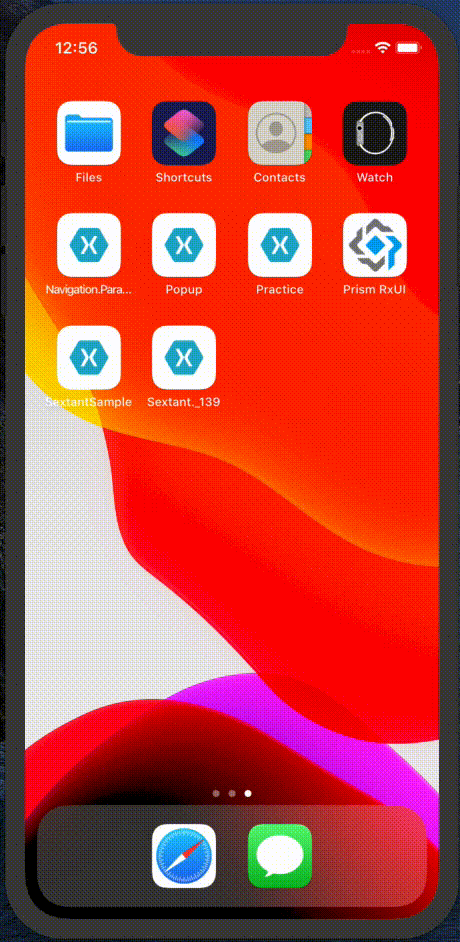 12:56
Files
Shortcuts
Contacts
Watch
Navigation.Para...
Popup
Practice
Prism RxUI
SextantSample
Sextant._139